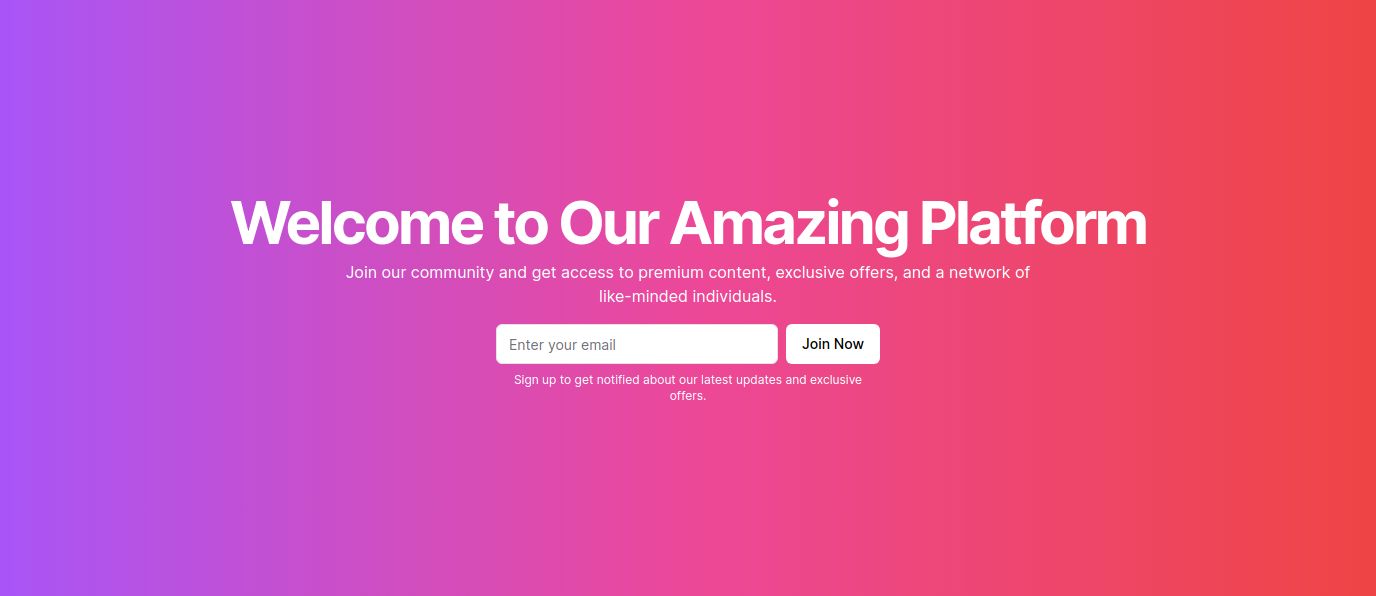 Welcome to Our Amazing Platform
Join our community and get access to premium content, exclusive offers, and a network of
like-minded individuals.
Enter your email
Join Now
Sign up to get notified about our latest updates and exclusive
offers.